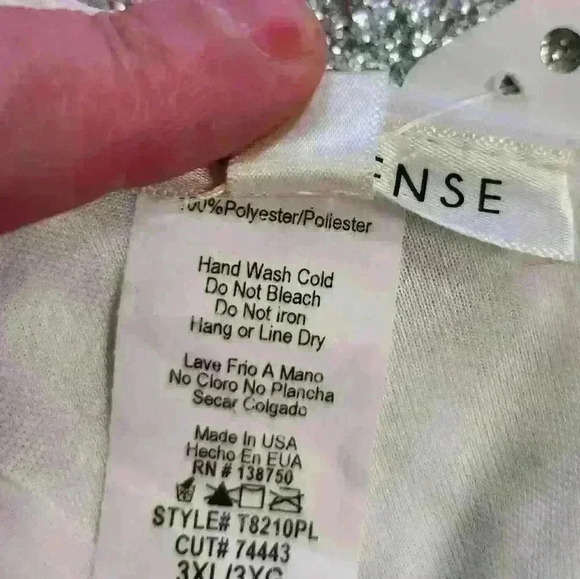 ENSE
100%Polyester/Poliester
Hand Wash Cold
Do Not Bleach
Do Not iron
Hang or Line Dry
Lave Frio A Mano
No Cloro No Plancha
Secar Colgado
Made In USA
Hecho En EUA
RN # 138750
STYLE# T8210PL
CUT# 74443
3XL/3XG